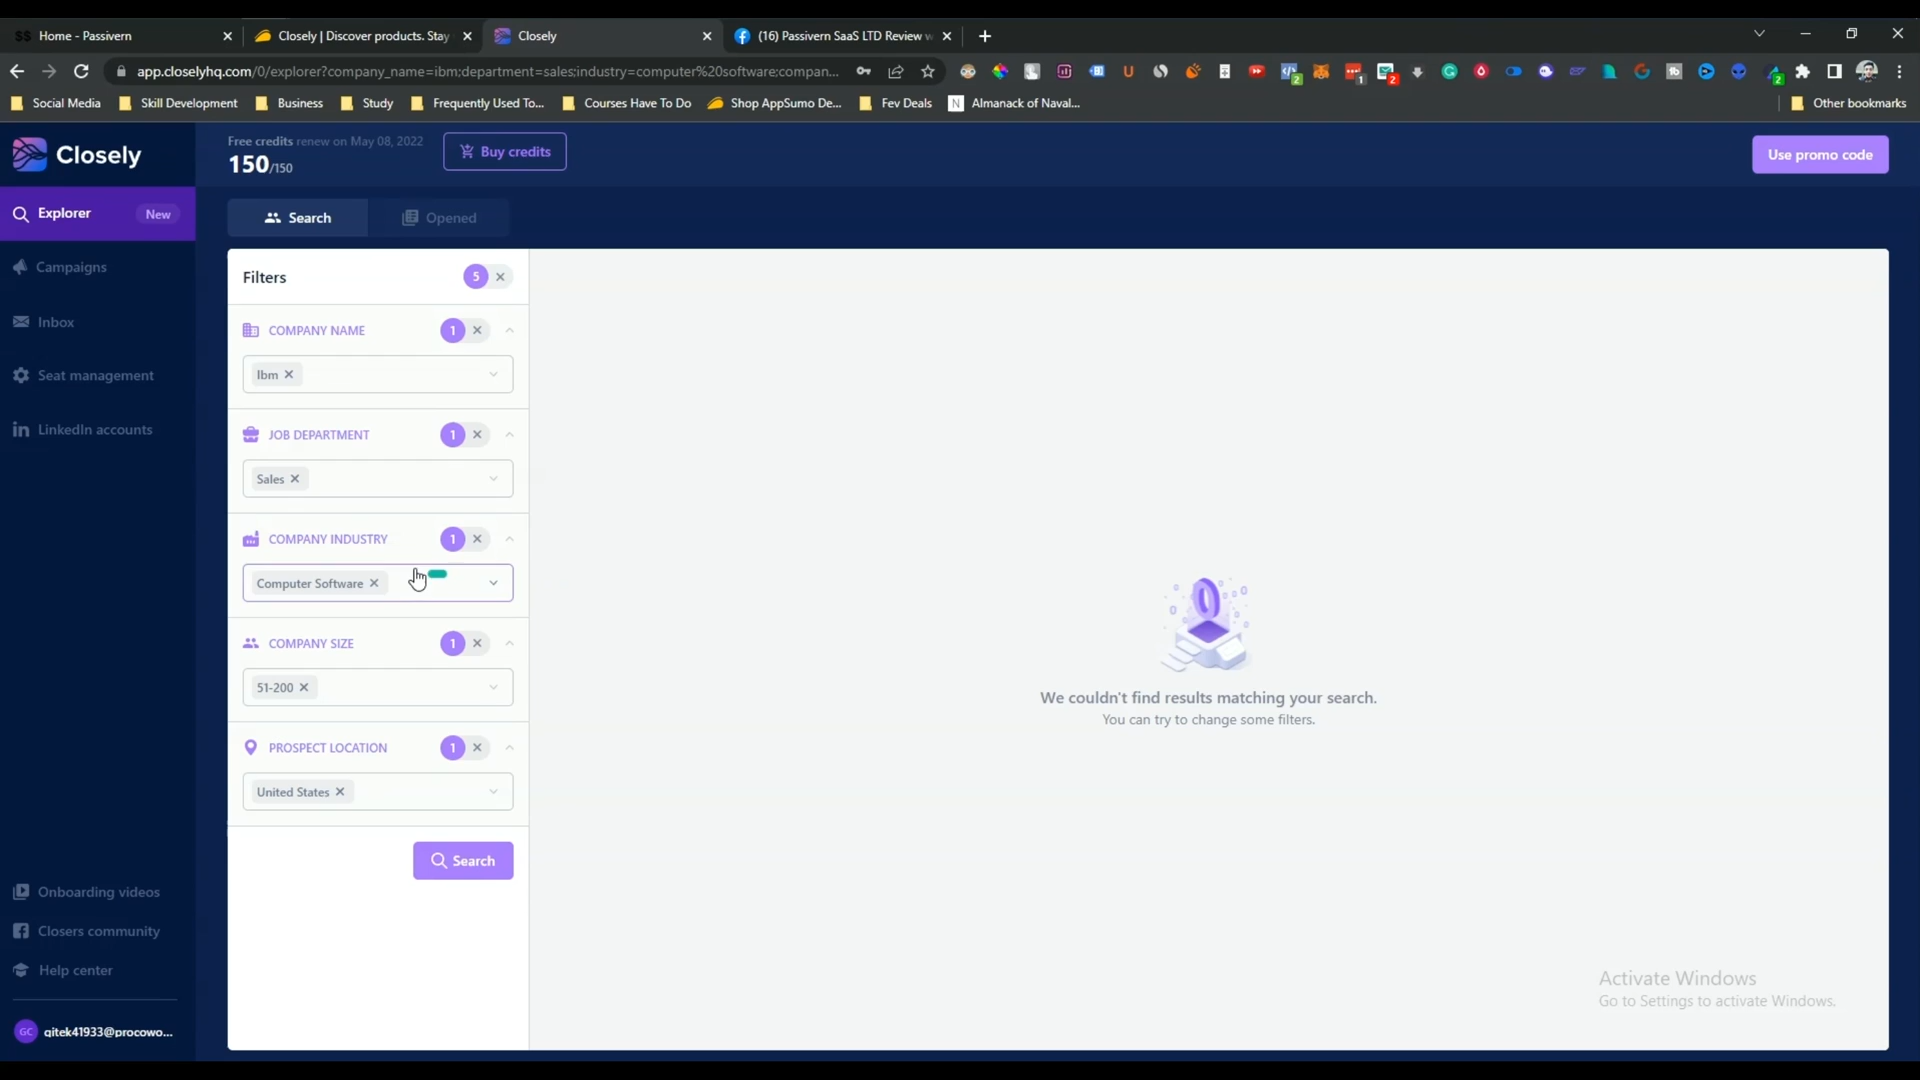 $$ Home - Passivern
Closely | Discover products. Stay
Closely
(16) Passivern SaaS LTD Review w
app.closelyhq.com/0/explorer?company_name=ibm;department=sales;industry=computer%20software;compan...
Social Media
Skill Development
Business
Study
Frequently Used To...
Courses Have To Do
Shop AppSumo De...
Fev Deals
Almanack of Naval...
Other bookmarks
Closely
Free credits renew on May 08, 2022
150/150
Buy credits
Use promo code
Explorer
New
Campaigns
Inbox
Seat management
LinkedIn accounts
Search
Opened
Filters
5
COMPANY NAME
1
Ibm
JOB DEPARTMENT
1
Sales
COMPANY INDUSTRY
1
Computer Software
COMPANY SIZE
1
51-200
PROSPECT LOCATION
1
United States
Search
We couldn't find results matching your search.
You can try to change some filters.
Onboarding videos
Closers community
Help center
GC
qitek41933@procowo...
Activate Windows
Go to Settings to activate Windows.